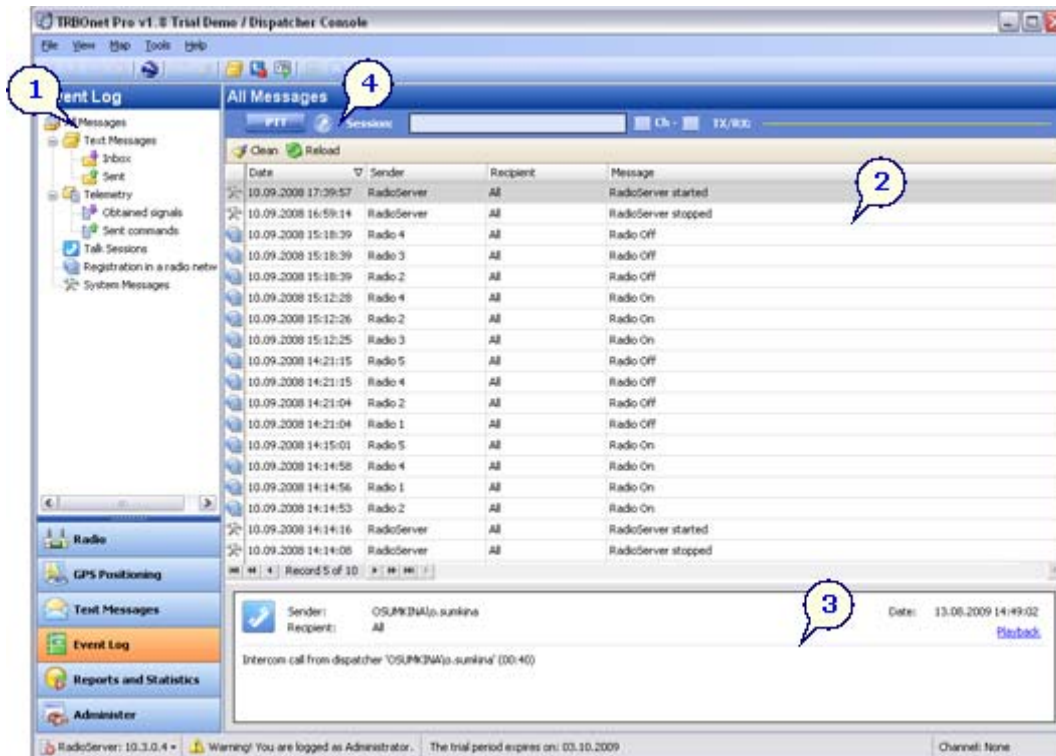 TRBOnet Pro v1.8 Trial Demo / Dispatcher Console
File View Map Tools Help
1
4
Event Log
All Messages
All Messages
Text Messages
Inbox
Sent
Telemetry
Obtained signals
Sent commands
Talk Sessions
Registration in a radio netw
System Messages
PTT Session: Ch - TX/RX:
Clean Reload
Date Sender Recipient Message
2
10.09.2008 17:39:57 RadioServer All RadioServer started
10.09.2008 16:59:14 RadioServer All RadioServer stopped
10.09.2008 15:18:39 Radio 4 All Radio Off
10.09.2008 15:18:39 Radio 3 All Radio Off
10.09.2008 15:18:39 Radio 2 All Radio Off
10.09.2008 15:12:28 Radio 4 All Radio On
10.09.2008 15:12:26 Radio 2 All Radio On
10.09.2008 15:12:25 Radio 3 All Radio On
10.09.2008 14:21:15 Radio 5 All Radio Off
10.09.2008 14:21:15 Radio 4 All Radio Off
10.09.2008 14:21:04 Radio 2 All Radio Off
10.09.2008 14:21:04 Radio 1 All Radio Off
10.09.2008 14:15:01 Radio 5 All Radio On
10.09.2008 14:14:58 Radio 4 All Radio On
10.09.2008 14:14:56 Radio 1 All Radio On
10.09.2008 14:14:53 Radio 2 All Radio On
10.09.2008 14:14:16 RadioServer All RadioServer started
10.09.2008 14:14:08 RadioServer All RadioServer stopped
Record 5 of 10
Radio
GPS Positioning
Text Messages
Event Log
Reports and Statistics
Administer
3
Sender: OSUMKINA\o.sumkina Date: 13.08.2009 14:49:02
Recipient: All Playback
Intercom call from dispatcher 'OSUMKINA\o.sumkina' (00:40)
RadioServer: 10.3.0.4 Warning! You are logged as Administrator. The trial period expires on: 03.10.2009 Channel: None